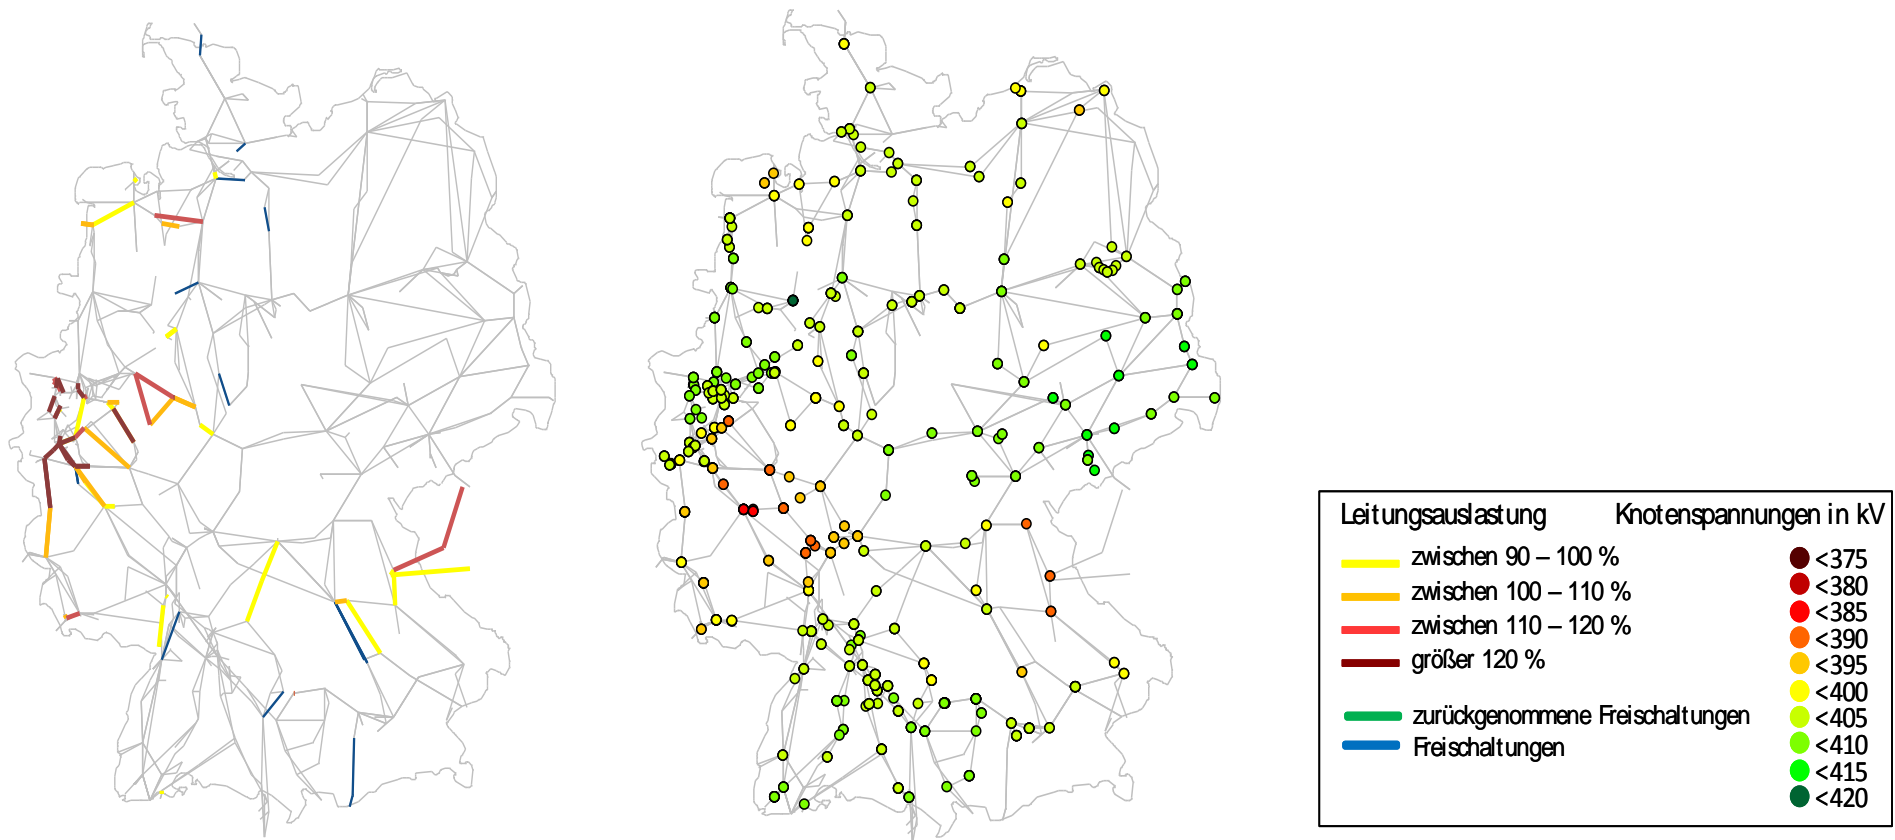 Leitungsauslastung
Knotenspannungen in kV
zwischen 90 – 100 %
zwischen 100 – 110 %
zwischen 110 – 120 %
größer 120 %
zurückgenommene Freischaltungen
Freischaltungen
<375
<380
<385
<390
<395
<400
<405
<410
<415
<420